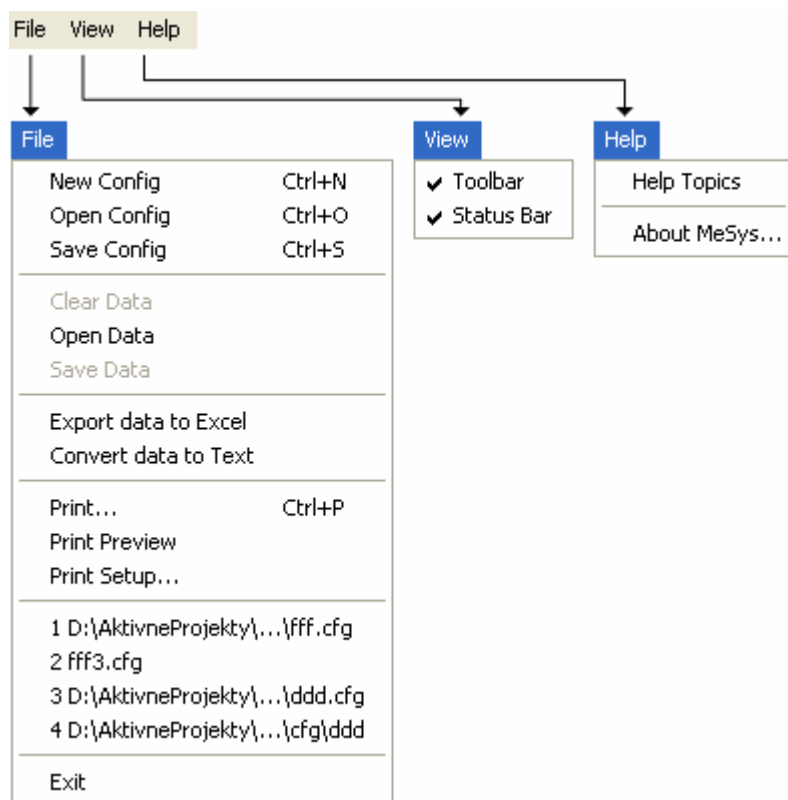 File View Help
File
New Config Ctrl+N
Open Config Ctrl+O
Save Config Ctrl+S
Clear Data
Open Data
Save Data
Export data to Excel
Convert data to Text
Print... Ctrl+P
Print Preview
Print Setup...
1 D:\AktivneProjekty\...\fff.cfg
2 fff3.cfg
3 D:\AktivneProjekty\...\ddd.cfg
4 D:\AktivneProjekty\...\cfg\ddd
Exit
View
Toolbar
Status Bar
Help
Help Topics
About MeSys...